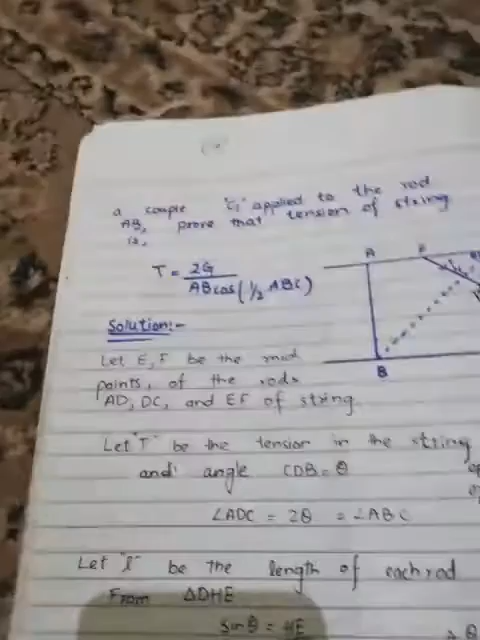 a couple "G" applied to the rod
AB, prove that tension of string
is,
T = 2G / AB cos(1/2 ABC)
A
B
Solution:-
Let E, F be the mid
points, of the rods
AD, DC, and EF of string.
Let "T" be the tension in the string
and angle CDB = θ
∠ADC = 2θ = ∠ABC
Let "l" be the length of each rod
From ΔDHE
sinθ = HE